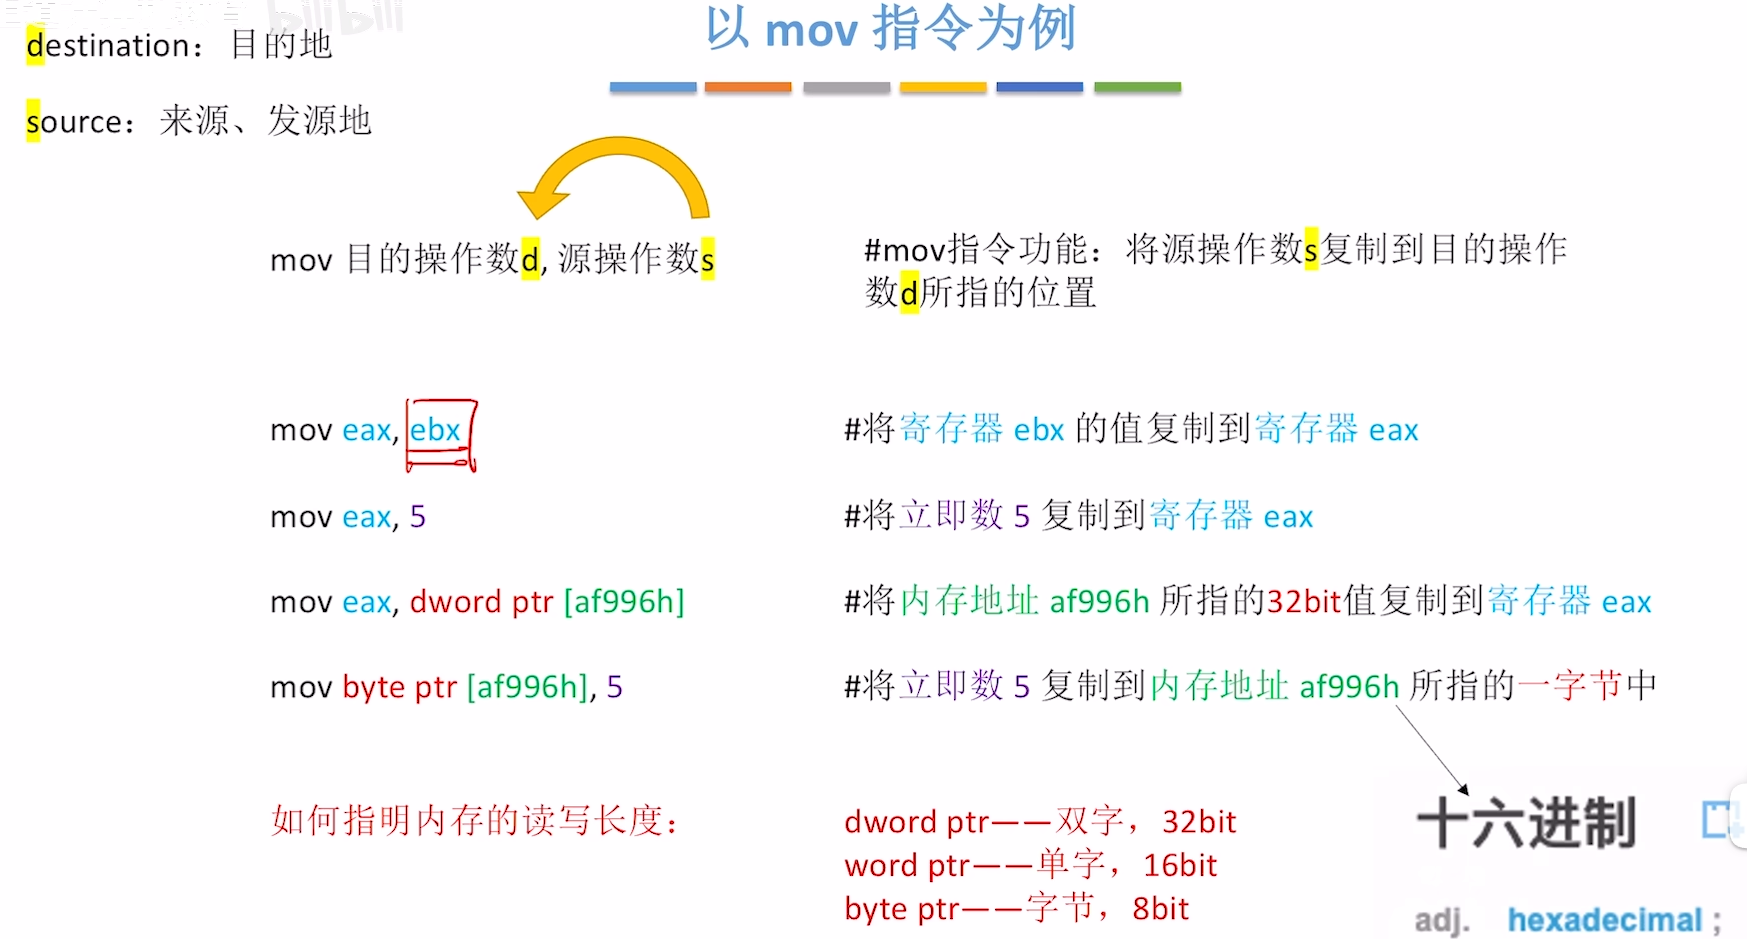 destination：目的地
以 mov 指令为例
source：来源、发源地
mov 目的操作数d, 源操作数s
#mov指令功能：将源操作数s复制到目的操作
数d所指的位置
mov eax, ebx
#将寄存器 ebx 的值复制到寄存器 eax
mov eax, 5
#将立即数 5 复制到寄存器 eax
mov eax, dword ptr [af996h]
#将内存地址 af996h 所指的32bit值复制到寄存器 eax
mov byte ptr [af996h], 5
#将立即数 5 复制到内存地址 af996h 所指的一字节中
如何指明内存的读写长度：
dword ptr——双字，32bit
word ptr——单字，16bit
byte ptr——字节，8bit
十六进制
adj. hexadecimal ;